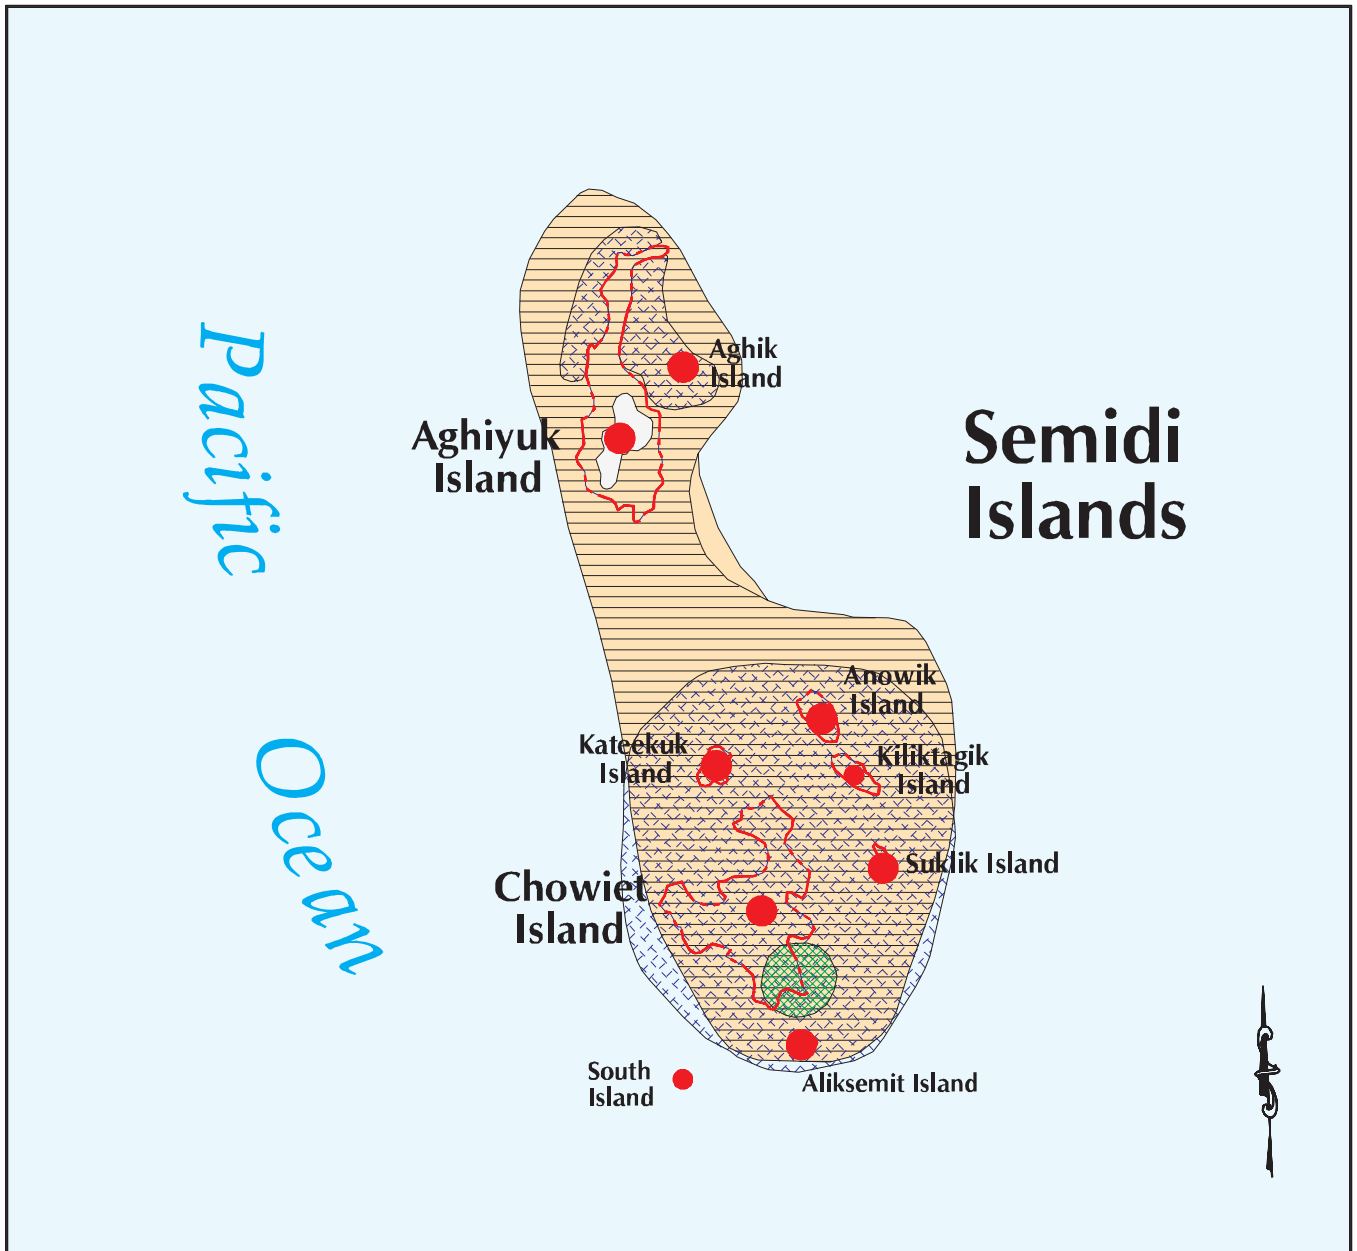 Pacific
Ocean
Semidi
Islands
Aghik
Island
Aghiyuk
Island
Anowik
Island
Kateekuk
Island
Kiliktagik
Island
Suklik Island
Chowiet
Island
South
Island
Aliksemit Island